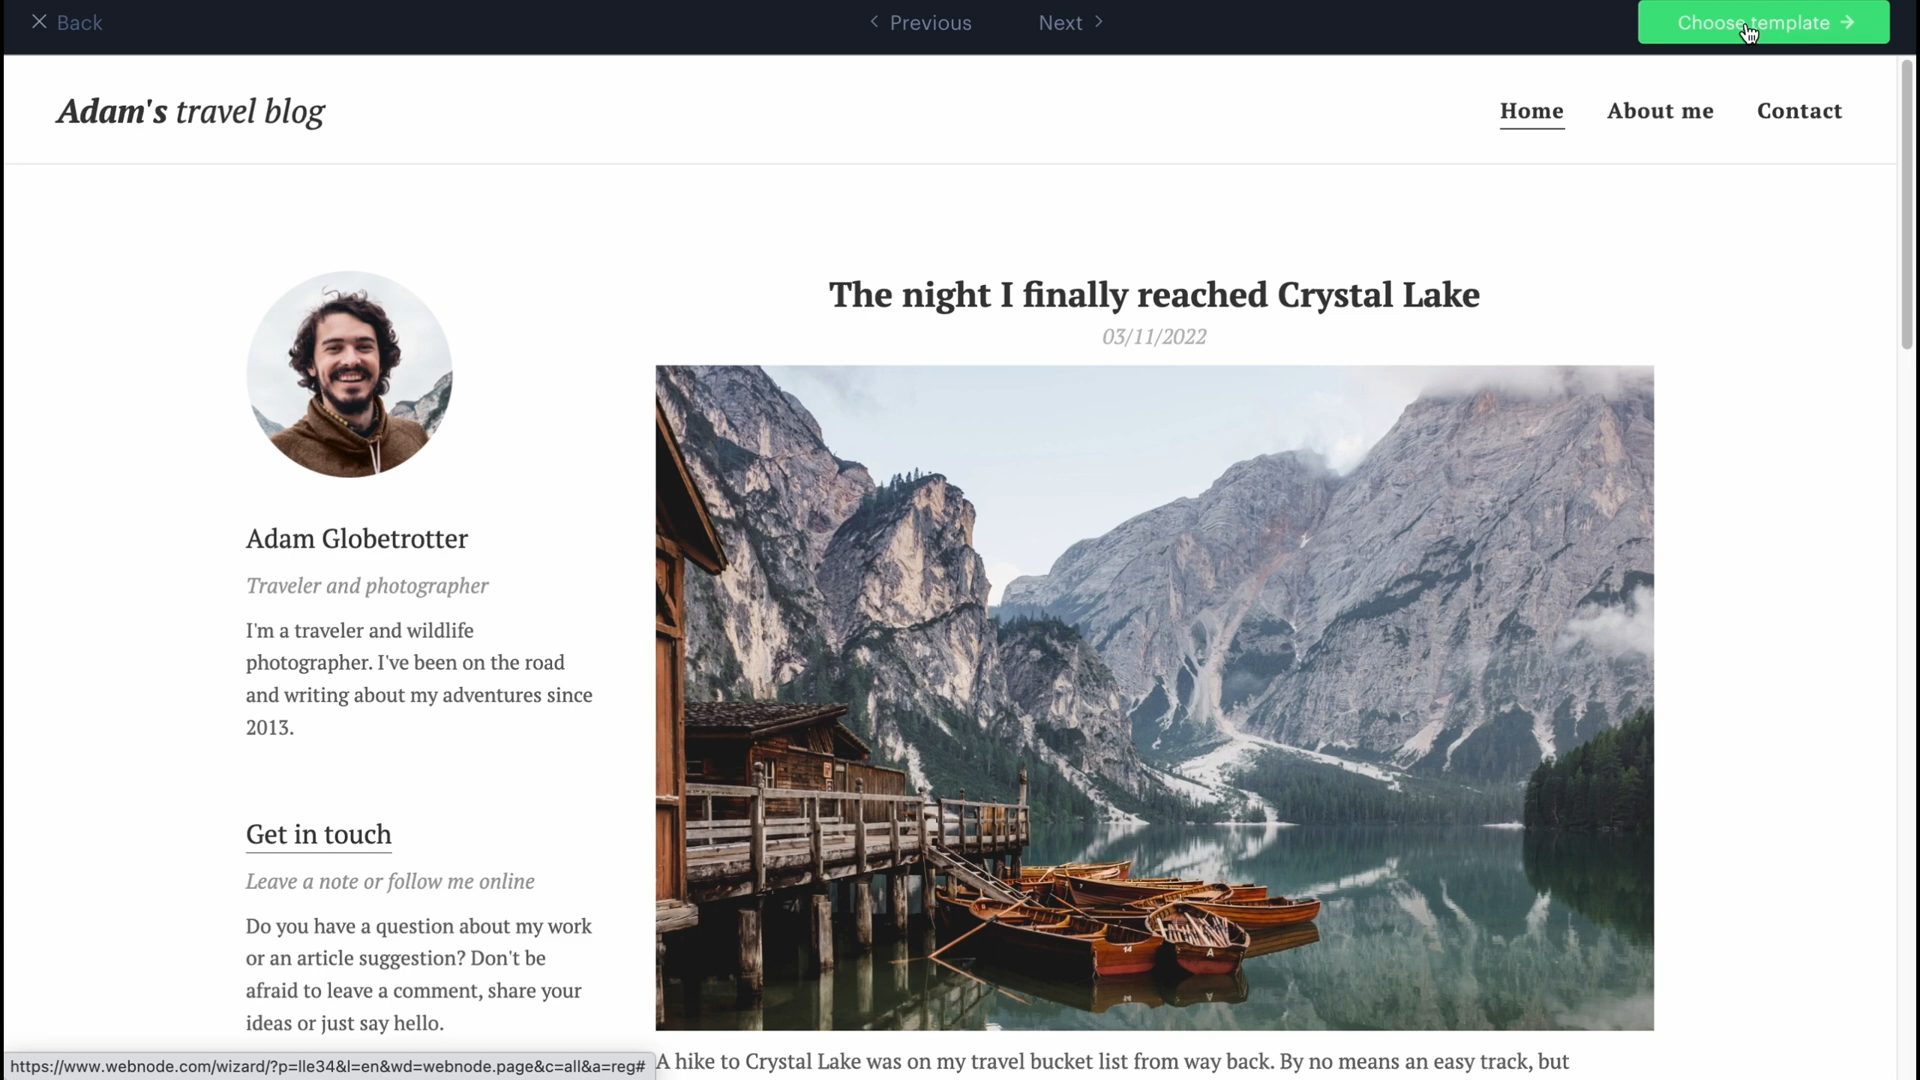 Back
Previous
Next
Choose template
Adam's travel blog
Home
About me
Contact
Adam Globetrotter
Traveler and photographer
I'm a traveler and wildlife
photographer. I've been on the road
and writing about my adventures since
2013.
Get in touch
Leave a note or follow me online
Do you have a question about my work
or an article suggestion? Don't be
afraid to leave a comment, share your
ideas or just say hello.
The night I finally reached Crystal Lake
03/11/2022
14
A
A hike to Crystal Lake was on my travel bucket list from way back. By no means an easy track, but
https://www.webnode.com/wizard/?p=lle34&l=en&wd=webnode.page&c=all&a=reg#